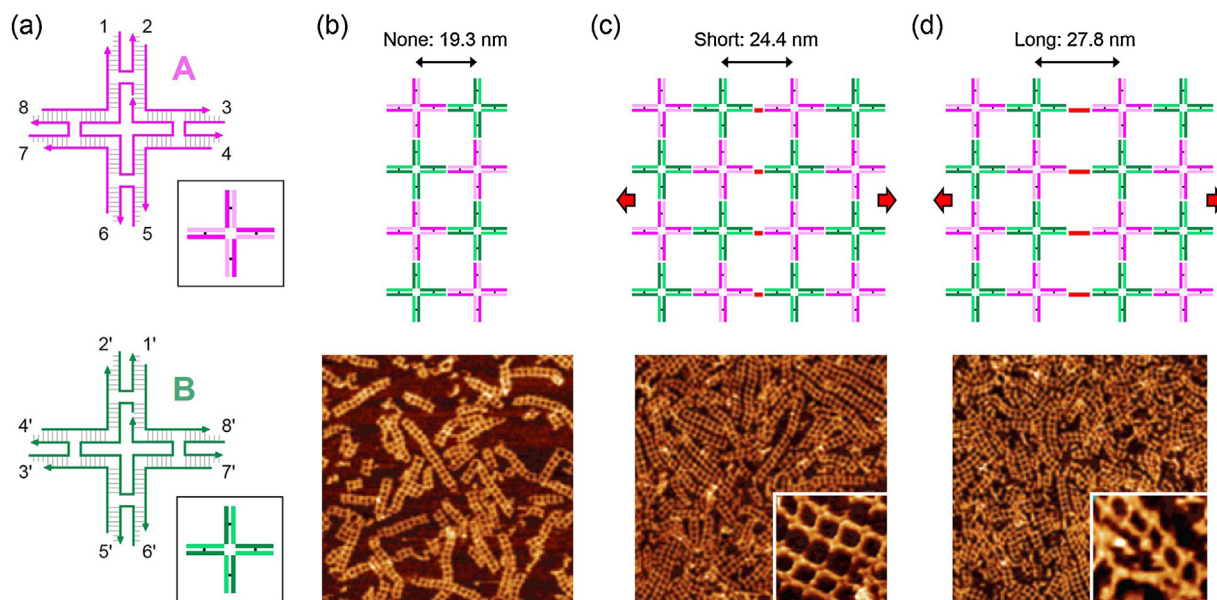 (a)
1 2
A
8 3
7 4
6 5
2' 1'
B
4' 8'
3' 7'
5' 6'
(b)
None: 19.3 nm
(c)
Short: 24.4 nm
(d)
Long: 27.8 nm